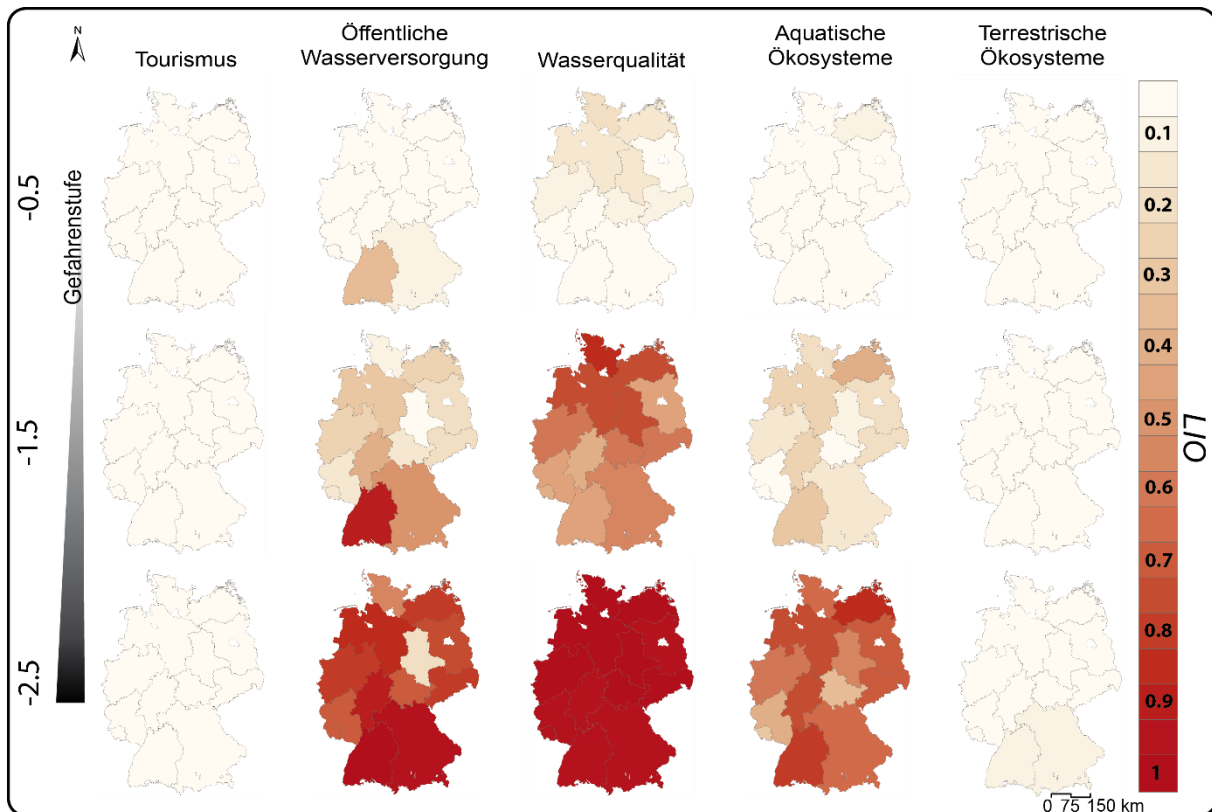 N
Tourismus
Öffentliche
Wasserversorgung
Wasserqualität
Aquatische
Ökosysteme
Terrestrische
Ökosysteme
Gefahrenstufe
-0.5
-1.5
-2.5
0.1
0.2
0.3
0.4
0.5
0.6
0.7
0.8
0.9
1
LIO
0 75 150 km